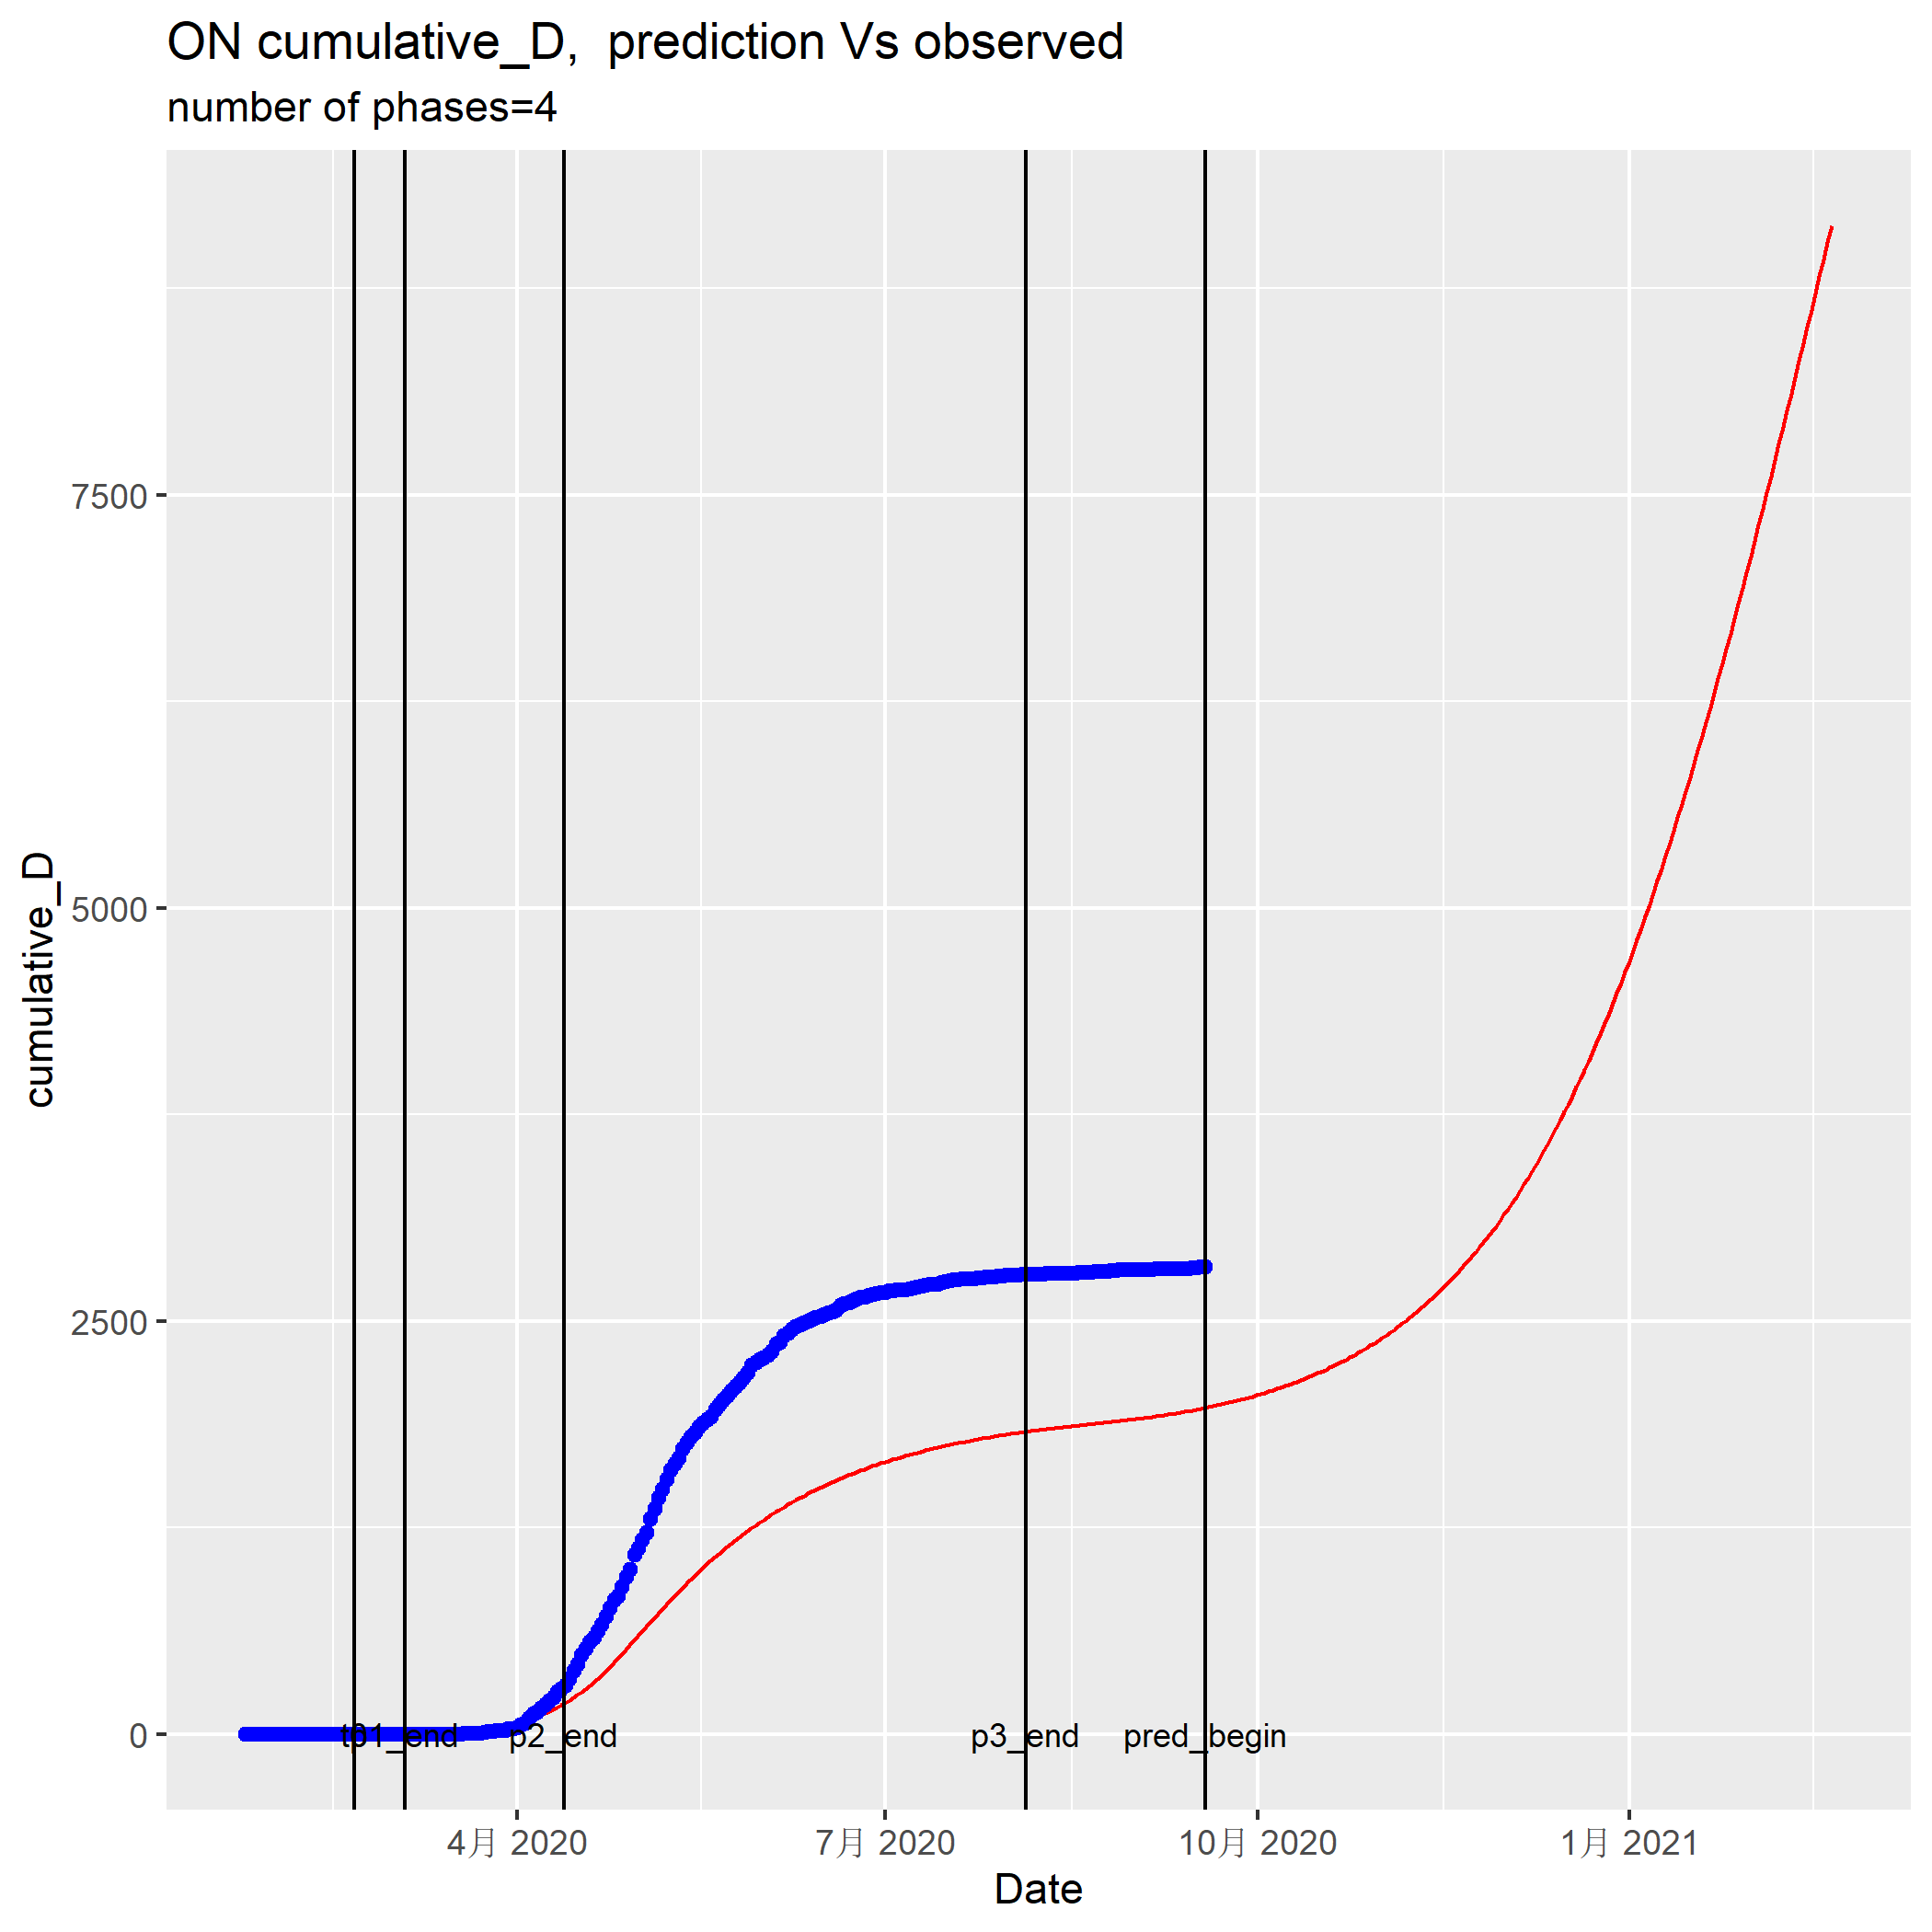 ON cumulative_D,  prediction Vs observed
number of phases=4
cumulative_D
7500
5000
2500
0
p1_end
p2_end
p3_end
pred_begin
4月 2020
7月 2020
10月 2020
1月 2021
Date